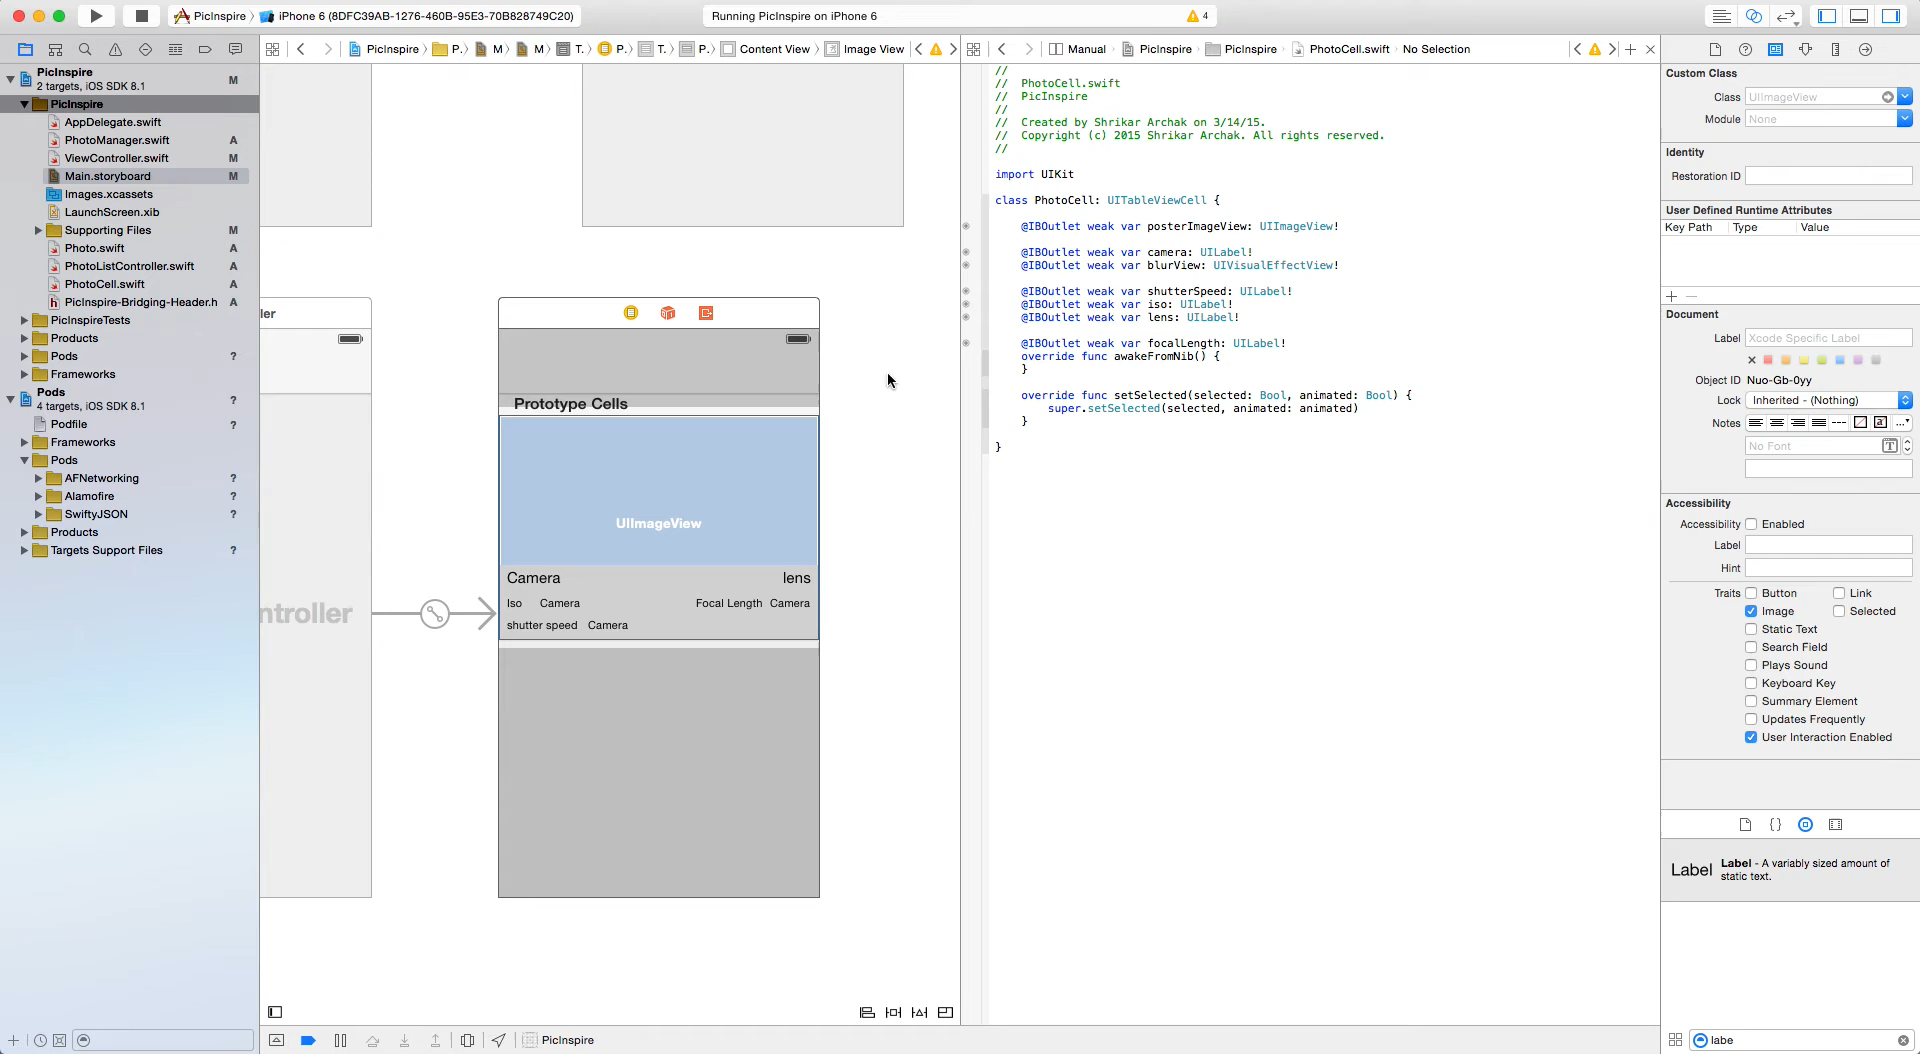 PicInspire
iPhone 6 (8DFC39AB-1276-460B-95E3-70B828749C20)
Running PicInspire on iPhone 6
4
PicInspire
P.
M
M
T.
P.
T.
P.
Content View
Image View
Manual
PicInspire
PicInspire
PhotoCell.swift
No Selection
PicInspire
2 targets, iOS SDK 8.1
M
PicInspire
AppDelegate.swift
PhotoManager.swift A
ViewController.swift M
Main.storyboard M
Images.xcassets
LaunchScreen.xib
Supporting Files M
Photo.swift A
PhotoListController.swift A
PhotoCell.swift A
PicInspire-Bridging-Header.h A
PicInspireTests
Products
Pods ?
Frameworks
Pods
4 targets, iOS SDK 8.1
?
Podfile ?
Frameworks
Pods
AFNetworking ?
Alamofire ?
SwiftyJSON ?
Products
Targets Support Files ?
ler
ntroller
Prototype Cells
UIImageView
Camera lens
Iso Camera Focal Length Camera
shutter speed Camera
//
// PhotoCell.swift
// PicInspire
//
// Created by Shrikar Archak on 3/14/15.
// Copyright (c) 2015 Shrikar Archak. All rights reserved.
//
import UIKit
class PhotoCell: UITableViewCell {
@IBOutlet weak var posterImageView: UIImageView!
@IBOutlet weak var camera: UILabel!
@IBOutlet weak var blurView: UIVisualEffectView!
@IBOutlet weak var shutterSpeed: UILabel!
@IBOutlet weak var iso: UILabel!
@IBOutlet weak var lens: UILabel!
@IBOutlet weak var focalLength: UILabel!
override func awakeFromNib() {
}
override func setSelected(selected: Bool, animated: Bool) {
super.setSelected(selected, animated: animated)
}
}
Custom Class
Class UIImageView
Module None
Identity
Restoration ID
User Defined Runtime Attributes
Key Path Type Value
Document
Label Xcode Specific Label
Object ID Nuo-Gb-0yy
Lock Inherited - (Nothing)
Notes
No Font
Accessibility
Accessibility Enabled
Label
Hint
Traits Button Link
Image Selected
Static Text
Search Field
Plays Sound
Keyboard Key
Summary Element
Updates Frequently
User Interaction Enabled
Label
Label - A variably sized amount of
static text.
PicInspire
labe